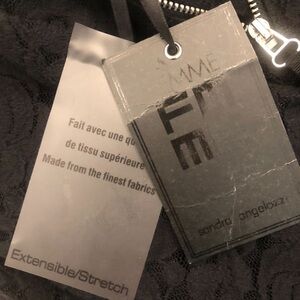 Fait avec une qu
de tissu supérieure
Made from the finest fabrics
Extensible/Stretch
sandra angelozzi